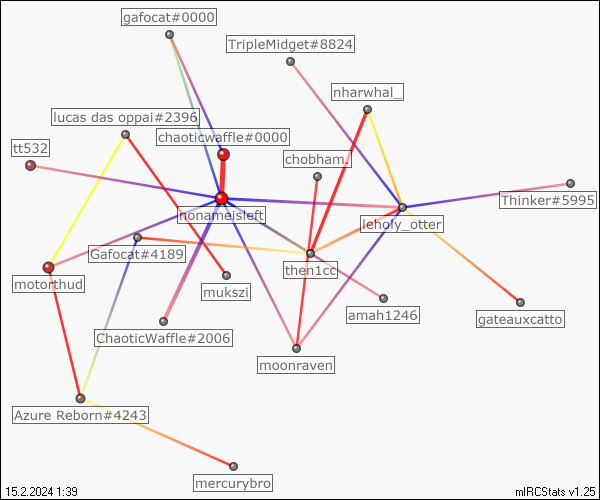 gafocat#0000
TripleMidget#8824
nharwhal_
lucas das oppai#2396
chaoticwaffle#0000
tt532
chobham.
Thinker#5995
nonameisleft
leholy_otter
Gafocat#4189
then1cc
motorthud
mukszi
amah1246
gateauxcatto
ChaoticWaffle#2006
moonraven
Azure Reborn#4243
mercurybro
15.2.2024 1:39
mIRCStats v1.25